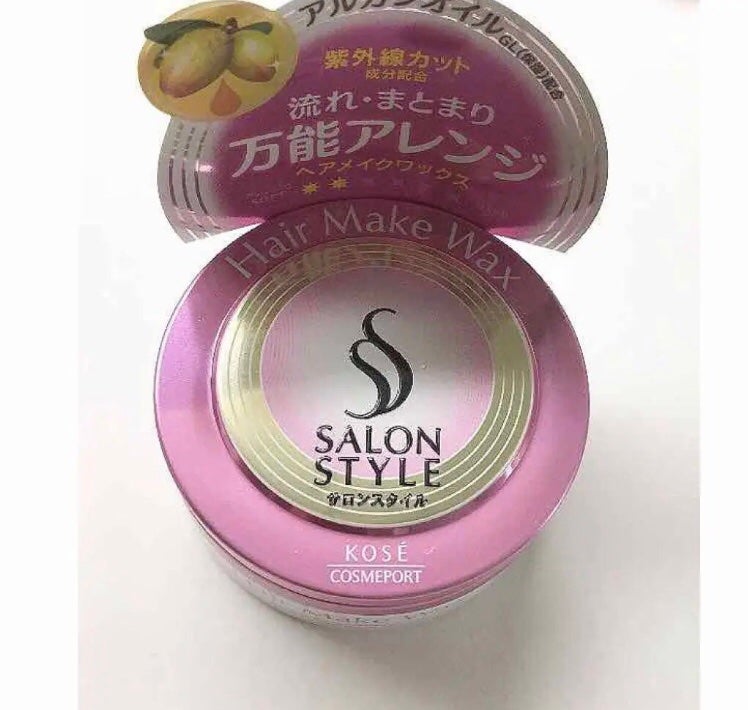 アルガンオイル
GL(保湿)配合
紫外線カット
成分配合
流れ・まとまり
万能アレンジ
ヘアメイクワックス
Hair Make Wax
SALON
STYLE
サロンスタイル
KOSÉ
COSMEPORT
Make